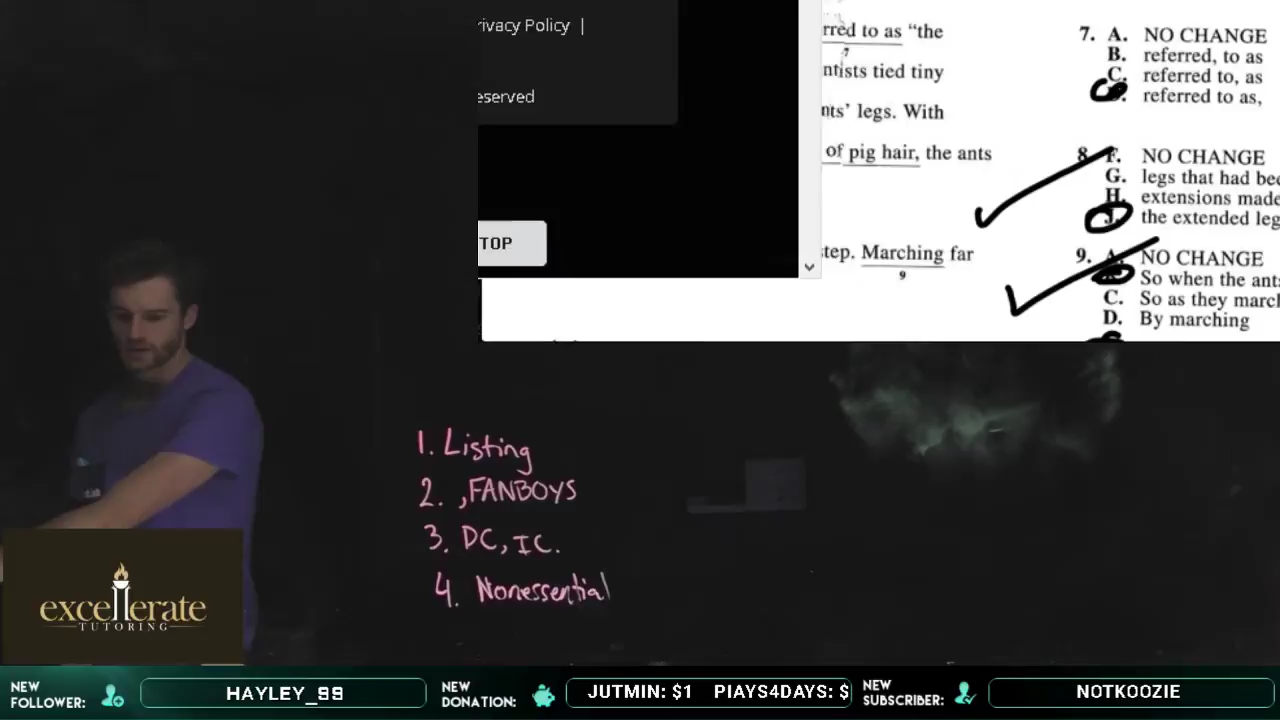 rivacy Policy |
eserved
TOP
rred to as “the
7
ntists tied tiny
nts’ legs. With
of pig hair, the ants
step. Marching far
9
7. A. NO CHANGE
B. referred, to as
C. referred to, as
D. referred to as,
8. F. NO CHANGE
G. legs that had bee
H. extensions made
J. the extended leg
9. A. NO CHANGE
So when the ants
C. So as they march
D. By marching
1. Listing
2. , FANBOYS
3. DC, IC.
4. Nonessential
excellerate
TUTORING
NEW FOLLOWER: HAYLEY_99
NEW DONATION: JUTMIN: $1 PIAYS4DAYS: $
NEW SUBSCRIBER: NOTKOOZIE